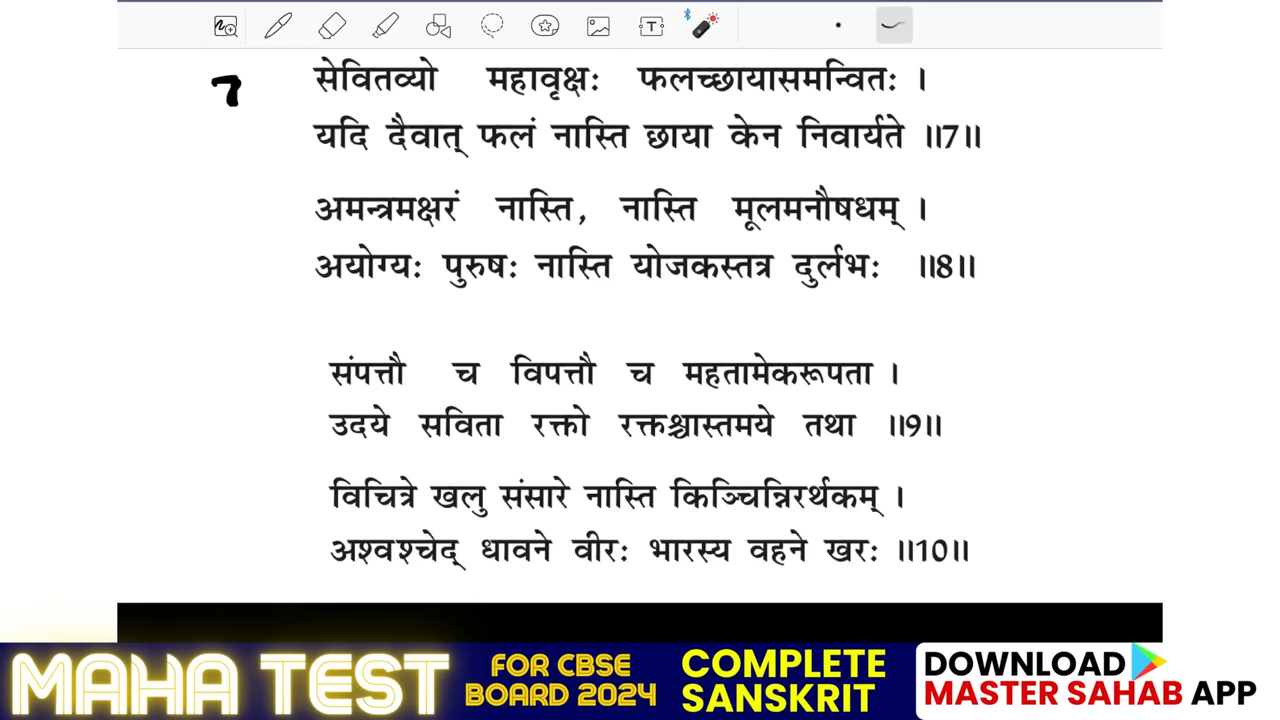 7
सेवितव्यो महावृक्षः फलच्छायासमन्वितः ।
यदि दैवात् फलं नास्ति छाया केन निवार्यते ॥7॥
अमन्त्रमक्षरं नास्ति, नास्ति मूलमनौषधम् ।
अयोग्यः पुरुषः नास्ति योजकस्तत्र दुर्लभः ॥8॥
संपत्तौ च विपत्तौ च महतामेकरूपता ।
उदये सविता रक्तो रक्तश्चास्तमये तथा ॥9॥
विचित्रे खलु संसारे नास्ति किञ्चिन्निरर्थकम् ।
अश्वश्चेद् धावने वीरः भारस्य वहने खरः ॥10॥
MAHA TEST
FOR CBSE
BOARD 2024
COMPLETE
SANSKRIT
DOWNLOAD
MASTER SAHAB APP